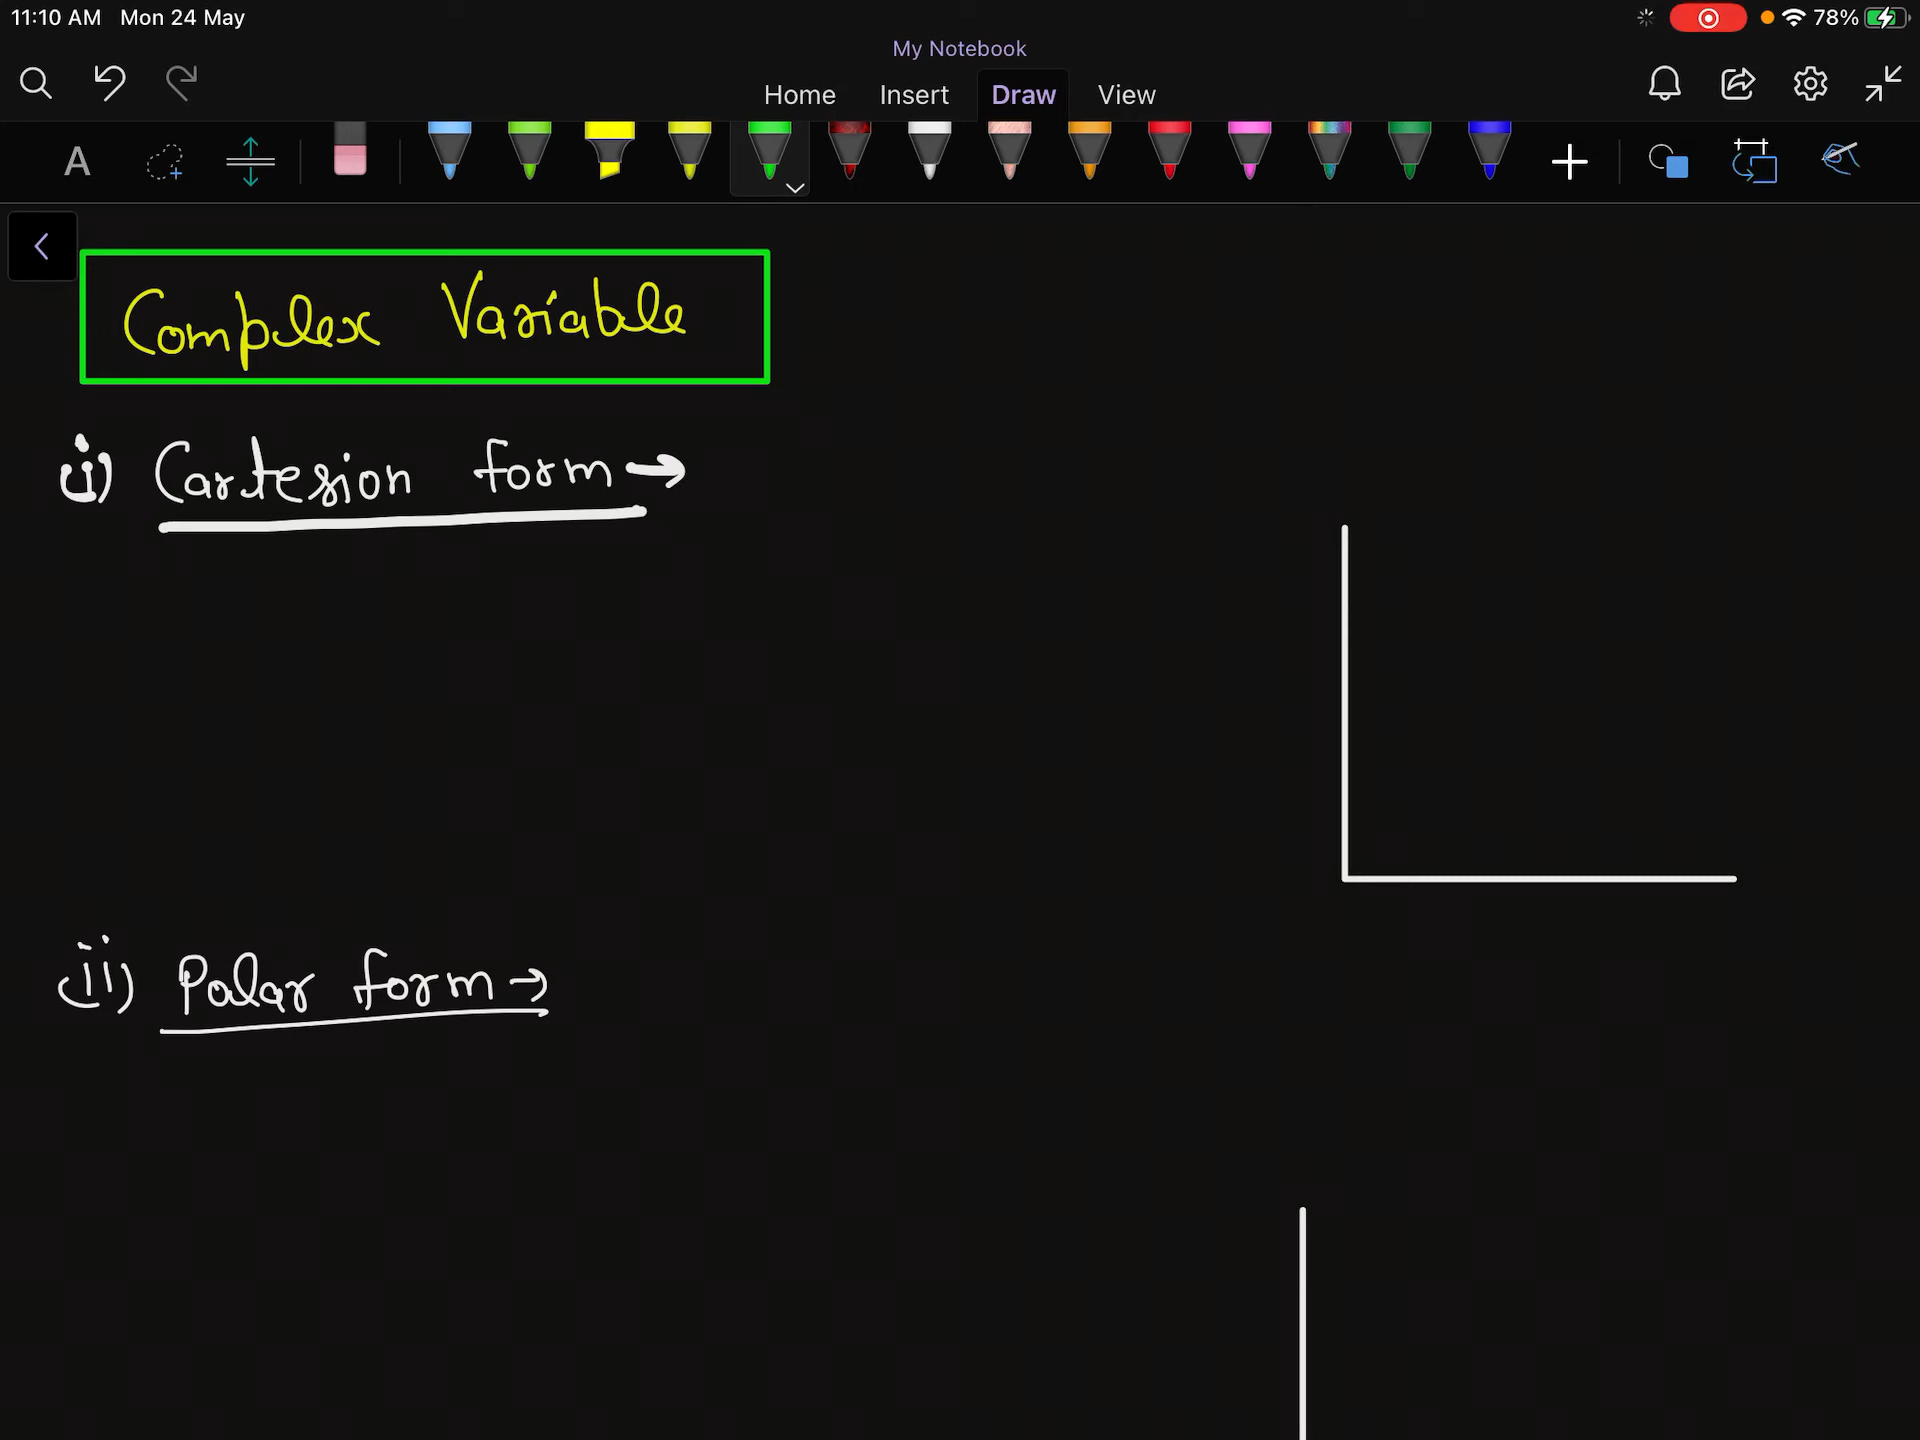 11:10 AM Mon 24 May 78%
My Notebook
Home Insert Draw View
A
Complex Variable
(i) Cartesion form →
(ii) Polar form →